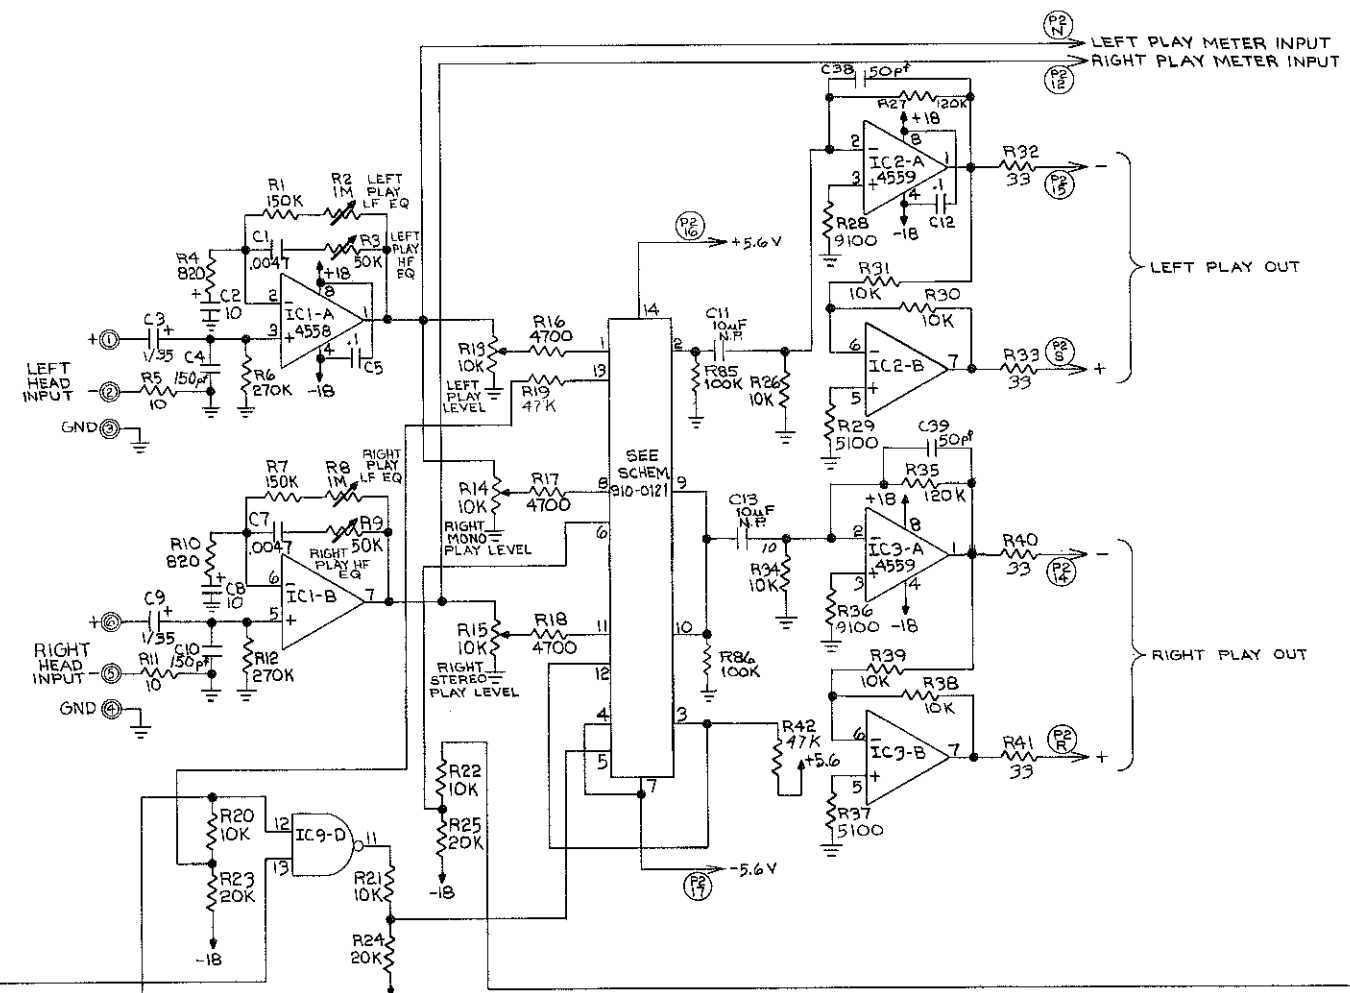 P2 N
LEFT PLAY METER INPUT
RIGHT PLAY METER INPUT
P2 12
C38 50pf
R27 120K
+18
8
2
−
IC2-A
4559
1
3
+
4
.1
C12
-18
R28
9100
R32
33
P2 15
−
R31
10K
R30
10K
6
−
IC2-B
7
5
+
R29
5100
R33
33
P2 S
+
LEFT PLAY OUT
R1
150K
R2
1M
LEFT
PLAY
LF EQ
C1
.0047
R3
50K
LEFT
PLAY
HF
EQ
R4
820
+
C2
10
+18
8
2
−
IC1-A
4558
1
3
+
4
.1
C5
-18
+ 1
C3
+
1/35
C4
150pf
R6
270K
LEFT
HEAD
INPUT
− 2
R5
10
GND 3
R13
10K
LEFT
PLAY
LEVEL
R16
4700
1
13
R19
47K
P2 16
+5.6V
14
2
C11
10µF
N.P.
R85
100K
R26
10K
SEE
SCHEM
910-0121
R7
150K
R8
1M
RIGHT
PLAY
LF EQ
C7
.0047
R9
50K
RIGHT
PLAY HF
EQ
R10
820
+
C8
10
6
−
IC1-B
7
5
+
+ 6
C9
+
1/35
C10
150pf
R12
270K
RIGHT
HEAD
INPUT
− 5
R11
10
GND 4
R14
10K
RIGHT
MONO
PLAY LEVEL
R17
4700
8
6
R15
10K
RIGHT
STEREO
PLAY LEVEL
R18
4700
11
12
4
5
9
10
3
7
C13
10µF
N.P.
10
R34
10K
R86
100K
R42
47K
+5.6
P2 17
-5.6V
C39
50pf
R35
120K
+18
8
2
−
IC3-A
4559
1
3
+
4
-18
R36
9100
R40
33
P2 14
−
R39
10K
R38
10K
6
−
IC3-B
7
5
+
R37
5100
R41
33
P2 R
+
RIGHT PLAY OUT
R20
10K
R23
20K
-18
12
IC9-D
11
13
R21
10K
R24
20K
R22
10K
R25
20K
-18